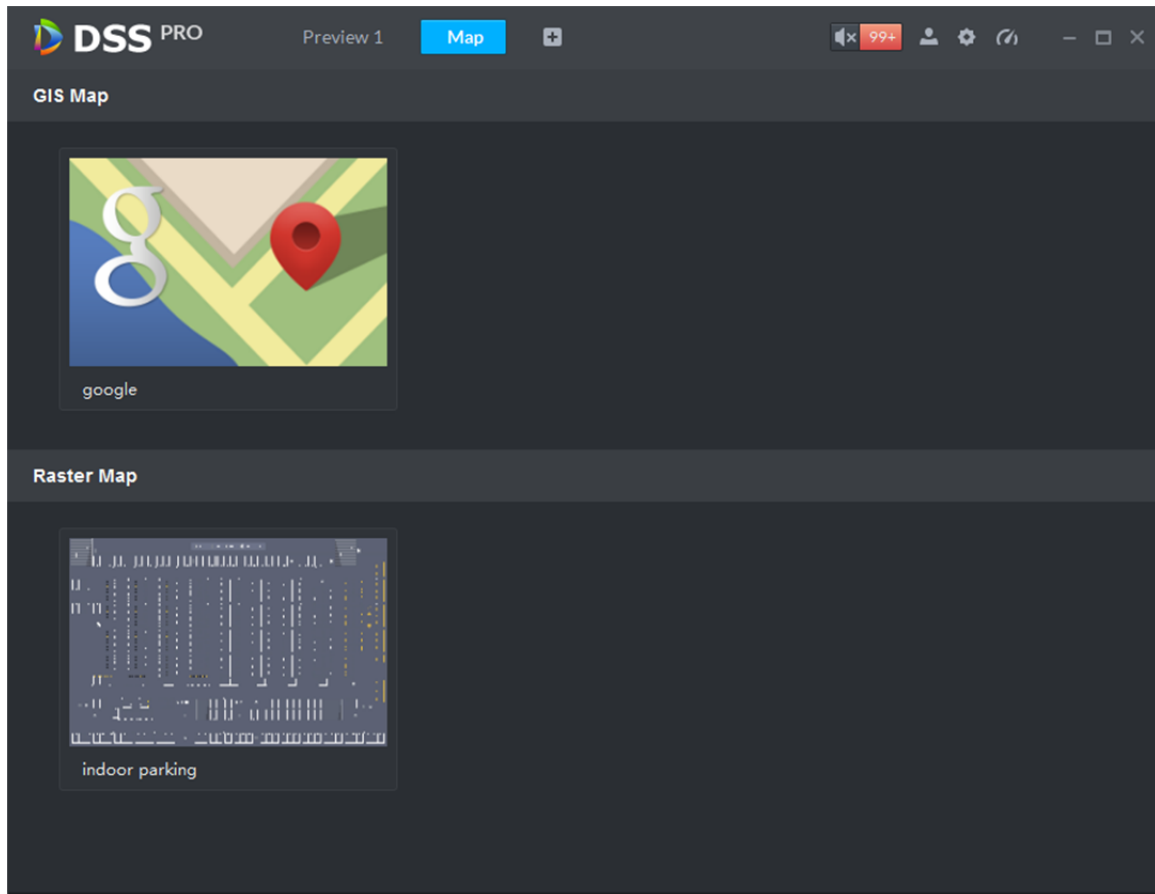 DSS PRO Preview 1 Map 99+
GIS Map
g
google
Raster Map
indoor parking